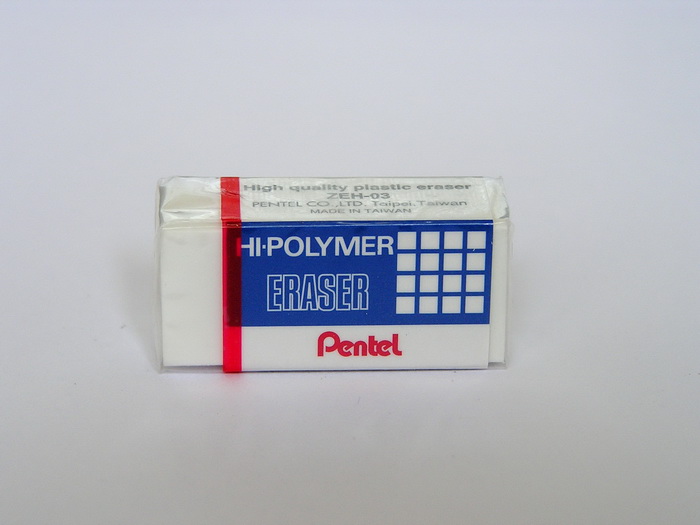 High quality plastic eraser
ZEH-03
PENTEL CO.,LTD. Taipei.Taiwan
MADE IN TAIWAN
HI·POLYMER
ERASER
Pentel